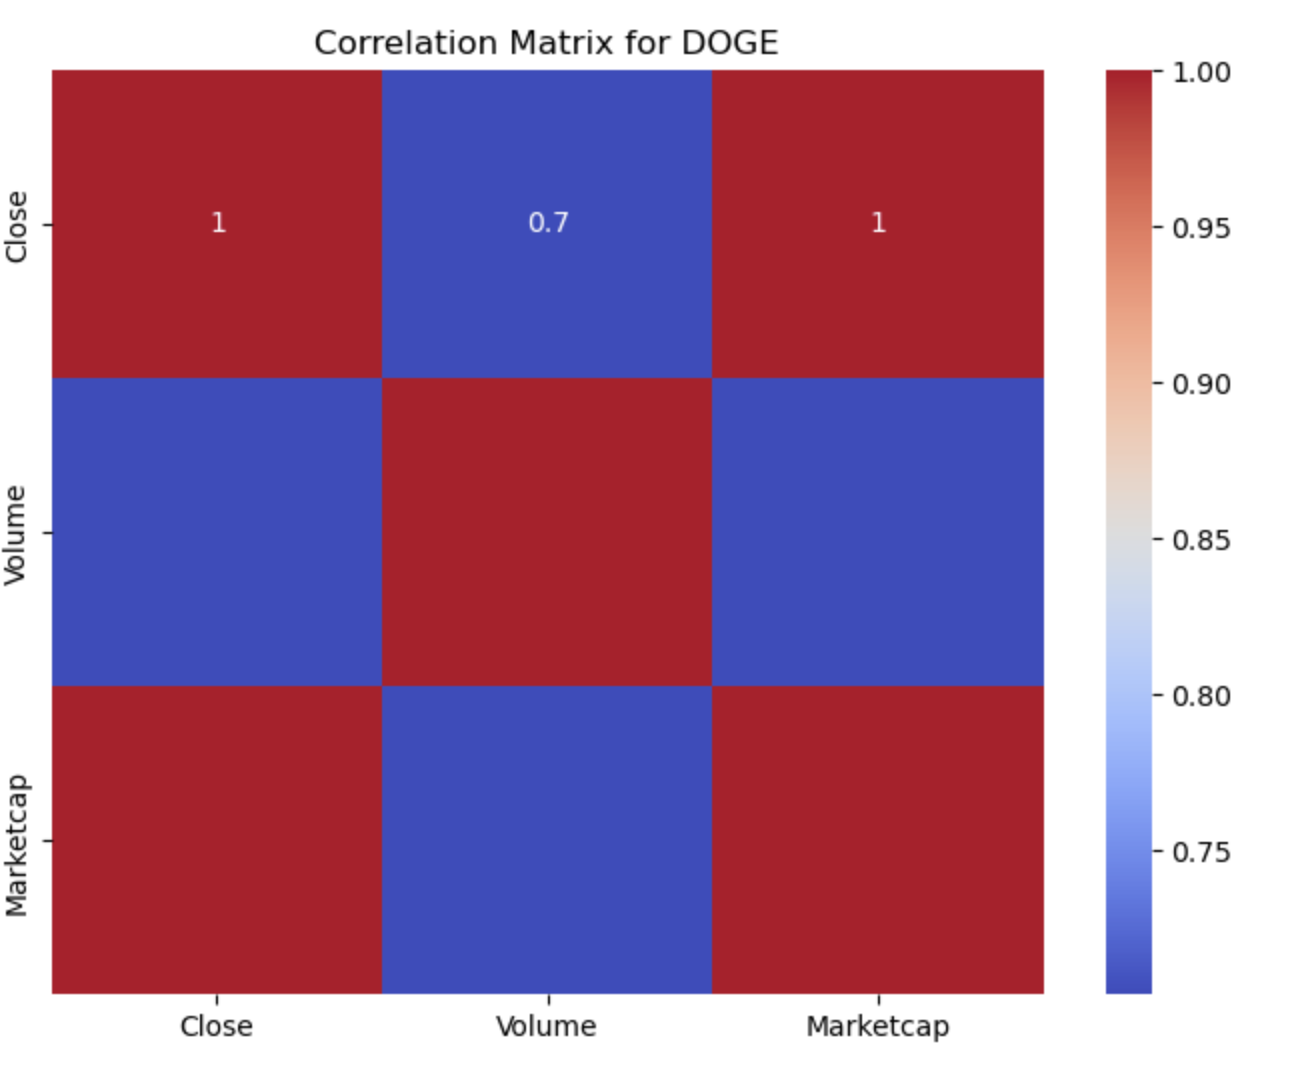 Correlation Matrix for DOGE
1.00
0.95
0.90
0.85
0.80
0.75
Close
Volume
Marketcap
1 0.7 1
Close Volume Marketcap